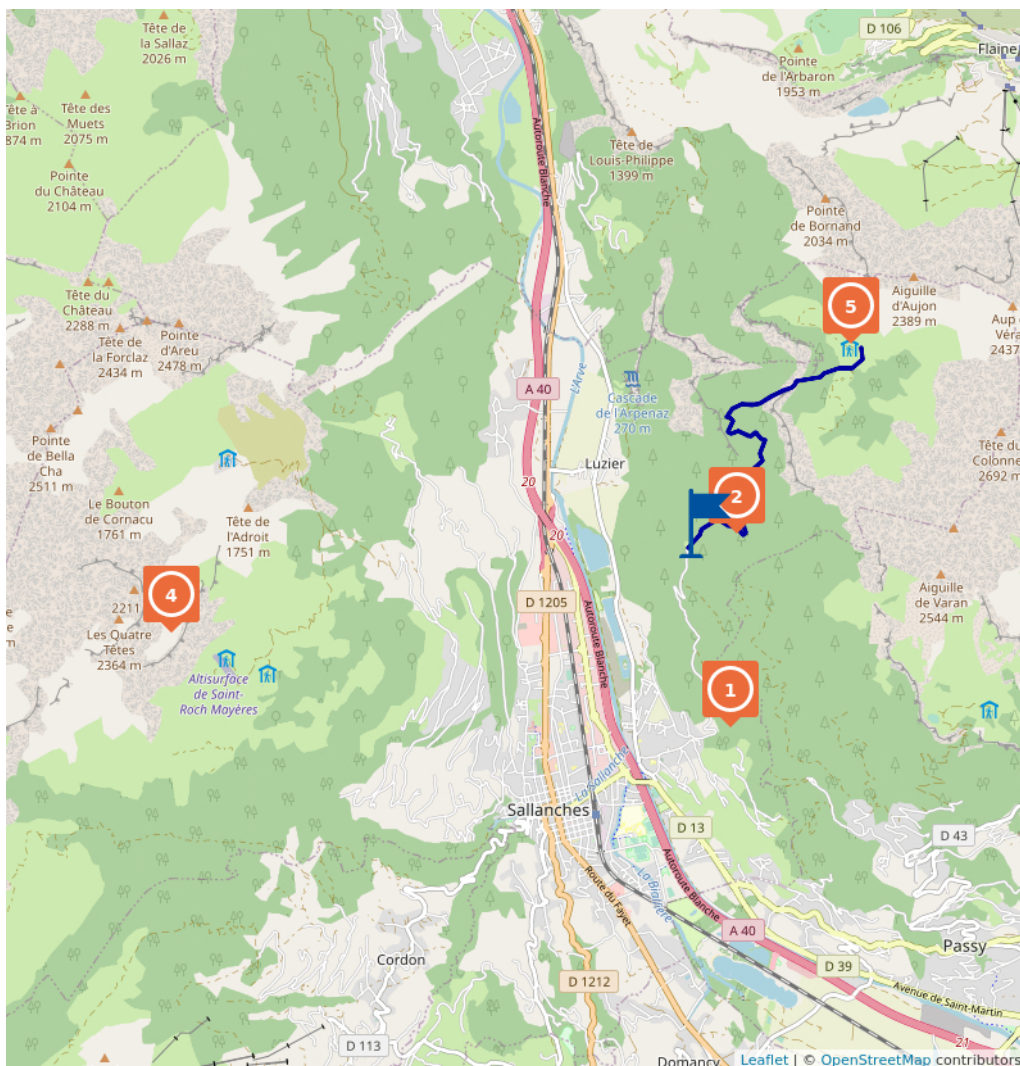 Tête de
la Sallaz
2026 m
D 106
Flaine
Pointe
de l'Arbaron
1953 m
Tête à
Brion
874 m
Tête des
Muets
2075 m
Autoroute Blanche
Tête de
Louis-Philippe
1399 m
Pointe
du Château
2104 m
Pointe
de Bornand
2034 m
Tête du
Château
2288 m
Tête de
la Forclaz
2434 m
Pointe
d'Areu
2478 m
5
Aiguille
d'Aujon
2389 m
Aup de
Véra
2437
A 40
L'Arve
Cascade
de l'Arpenaz
270 m
Pointe
de Bella
Cha
2511 m
Luzier
Tête du
Colonne
2692 m
Le Bouton
de Cornacu
1761 m
20
2
Tête de
l'Adroit
1751 m
20
4
2211
Les Quatre
Têtes
2364 m
m
D 1205
Autoroute Blanche
Aiguille
de Varan
2544 m
Altisurface
de Saint-
Roch Mayères
1
La Sallanche
Sallanches
D 13
D 43
Autoroute Blanche
La Bialière
Route du Fayet
A 40
Passy
Cordon
D 39
D 1212
Avenue de Saint-Martin
D 113
21
Domancy
Leaflet | © OpenStreetMap contributors